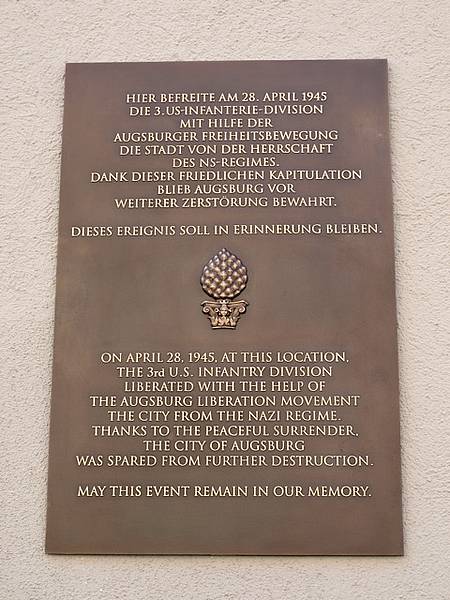 HIER BEFREITE AM 28. APRIL 1945
DIE 3.US-INFANTERIE-DIVISION
MIT HILFE DER
AUGSBURGER FREIHEITSBEWEGUNG
DIE STADT VON DER HERRSCHAFT
DES NS-REGIMES.
DANK DIESER FRIEDLICHEN KAPITULATION
BLIEB AUGSBURG VOR
WEITERER ZERSTÖRUNG BEWAHRT.
DIESES EREIGNIS SOLL IN ERINNERUNG BLEIBEN.
ON APRIL 28, 1945, AT THIS LOCATION,
THE 3rd U.S. INFANTRY DIVISION
LIBERATED WITH THE HELP OF
THE AUGSBURG LIBERATION MOVEMENT
THE CITY FROM THE NAZI REGIME.
THANKS TO THE PEACEFUL SURRENDER,
THE CITY OF AUGSBURG
WAS SPARED FROM FURTHER DESTRUCTION.
MAY THIS EVENT REMAIN IN OUR MEMORY.